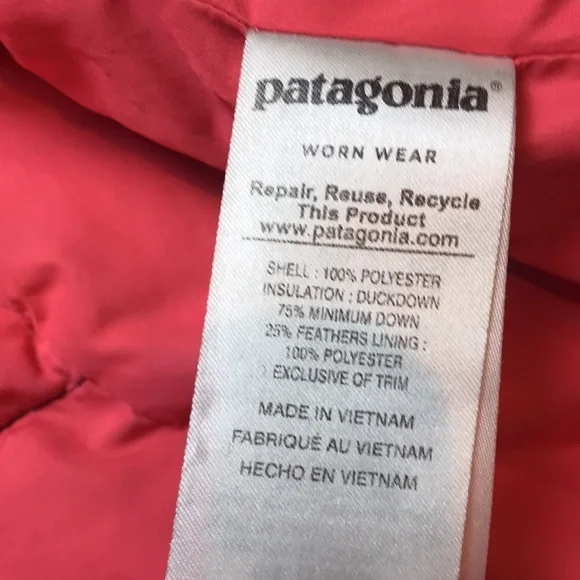 patagonia®
WORN WEAR
Repair, Reuse, Recycle
This Product
www.patagonia.com
SHELL : 100% POLYESTER
INSULATION : DUCKDOWN
75% MINIMUM DOWN
25% FEATHERS LINING :
100% POLYESTER
EXCLUSIVE OF TRIM
MADE IN VIETNAM
FABRIQUÉ AU VIETNAM
HECHO EN VIETNAM